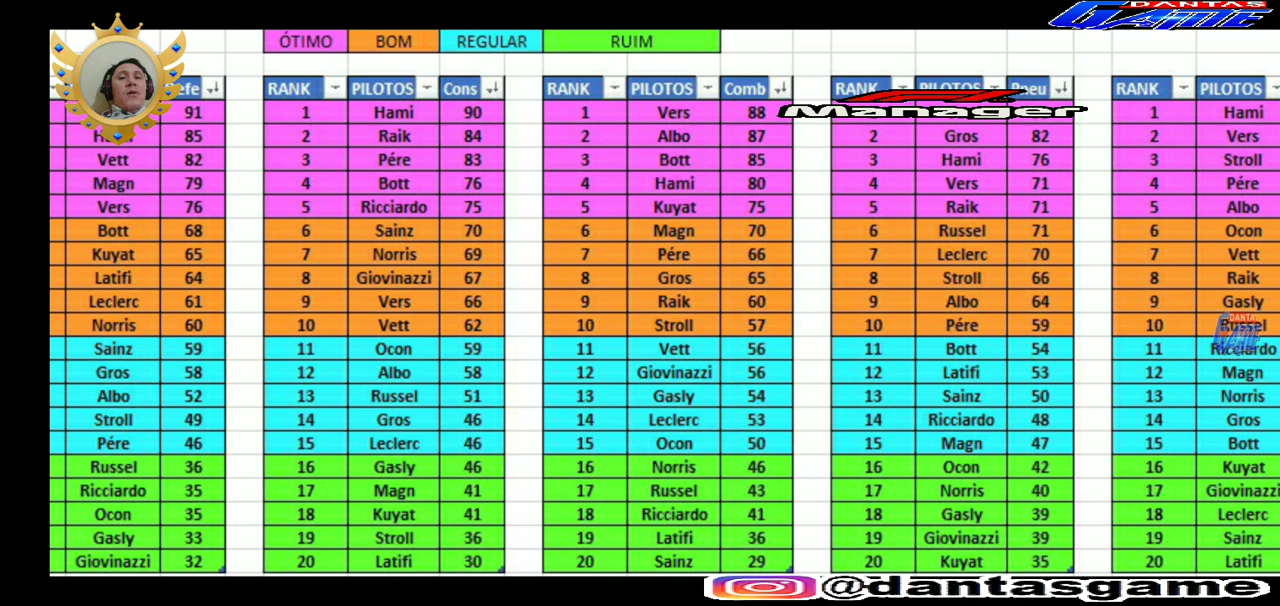 DANTAS
GAME
ÓTIMO BOM REGULAR RUIM
efe RANK PILOTOS Cons RANK PILOTOS Comb RANK PILOTOS Pneu RANK PILOTOS
91 1 Hami 90 1 Vers 88 Manager 1 Hami
85 2 Raik 84 2 Albo 87 2 Gros 82 2 Vers
Vett 82 3 Pére 83 3 Bott 85 3 Hami 76 3 Stroll
Magn 79 4 Bott 76 4 Hami 80 4 Vers 71 4 Pére
Vers 76 5 Ricciardo 75 5 Kuyat 75 5 Raik 71 5 Albo
Bott 68 6 Sainz 70 6 Magn 70 6 Russel 71 6 Ocon
Kuyat 65 7 Norris 69 7 Pére 66 7 Leclerc 70 7 Vett
Latifi 64 8 Giovinazzi 67 8 Gros 65 8 Stroll 66 8 Raik
Leclerc 61 9 Vers 66 9 Raik 60 9 Albo 64 9 Gasly
Norris 60 10 Vett 62 10 Stroll 57 10 Pére 59 10 Russel
Sainz 59 11 Ocon 59 11 Vett 56 11 Bott 54 11 Ricciardo
Gros 58 12 Albo 58 12 Giovinazzi 56 12 Latifi 53 12 Magn
Albo 52 13 Russel 51 13 Gasly 54 13 Sainz 50 13 Norris
Stroll 49 14 Gros 46 14 Leclerc 53 14 Ricciardo 48 14 Gros
Pére 46 15 Leclerc 46 15 Ocon 50 15 Magn 47 15 Bott
Russel 36 16 Gasly 46 16 Norris 46 16 Ocon 42 16 Kuyat
Ricciardo 35 17 Magn 41 17 Russel 43 17 Norris 40 17 Giovinazzi
Ocon 35 18 Kuyat 41 18 Ricciardo 41 18 Gasly 39 18 Leclerc
Gasly 33 19 Stroll 36 19 Latifi 36 19 Giovinazzi 39 19 Sainz
Giovinazzi 32 20 Latifi 30 20 Sainz 29 20 Kuyat 35 20 Latifi
@dantasgame